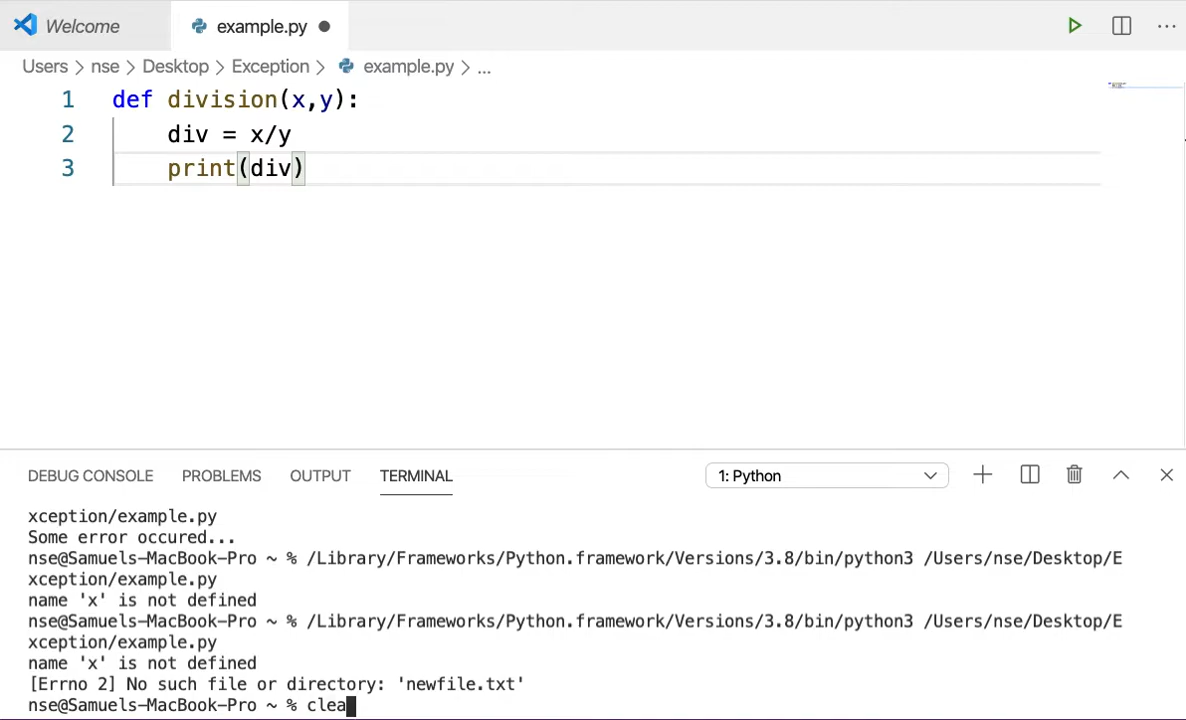 Welcome example.py
Users > nse > Desktop > Exception > example.py > ...
1 def division(x,y):
2     div = x/y
3     print(div)
DEBUG CONSOLE PROBLEMS OUTPUT TERMINAL 1: Python
xception/example.py
Some error occured...
nse@Samuels-MacBook-Pro ~ % /Library/Frameworks/Python.framework/Versions/3.8/bin/python3 /Users/nse/Desktop/E
xception/example.py
name 'x' is not defined
nse@Samuels-MacBook-Pro ~ % /Library/Frameworks/Python.framework/Versions/3.8/bin/python3 /Users/nse/Desktop/E
xception/example.py
name 'x' is not defined
[Errno 2] No such file or directory: 'newfile.txt'
nse@Samuels-MacBook-Pro ~ % clea